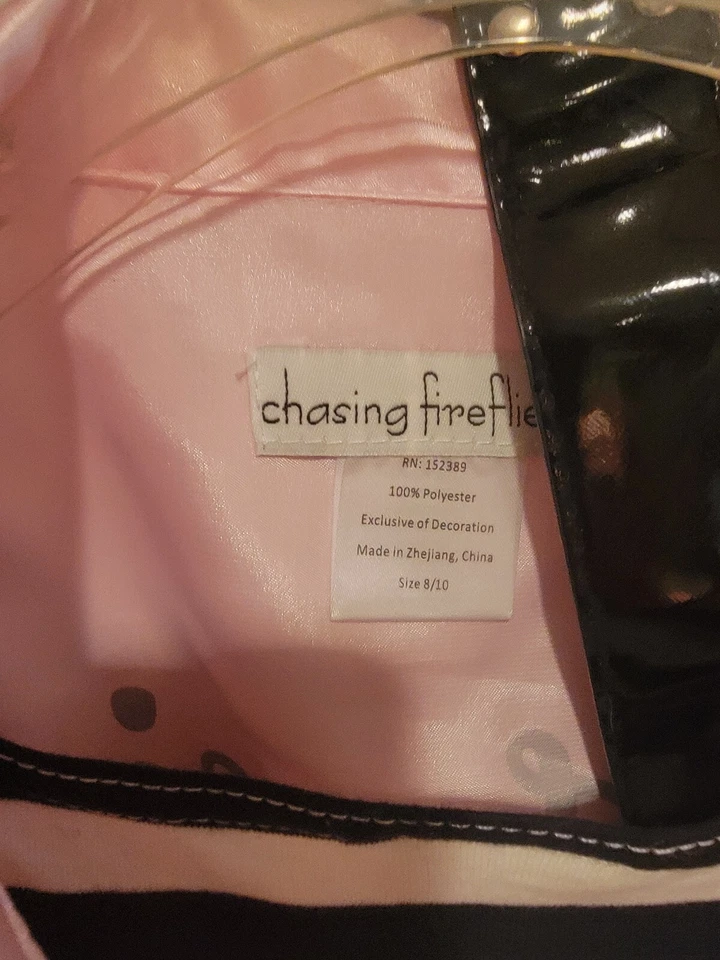 chasing fireflie
RN: 152389
100% Polyester
Exclusive of Decoration
Made in Zhejiang, China
Size 8/10